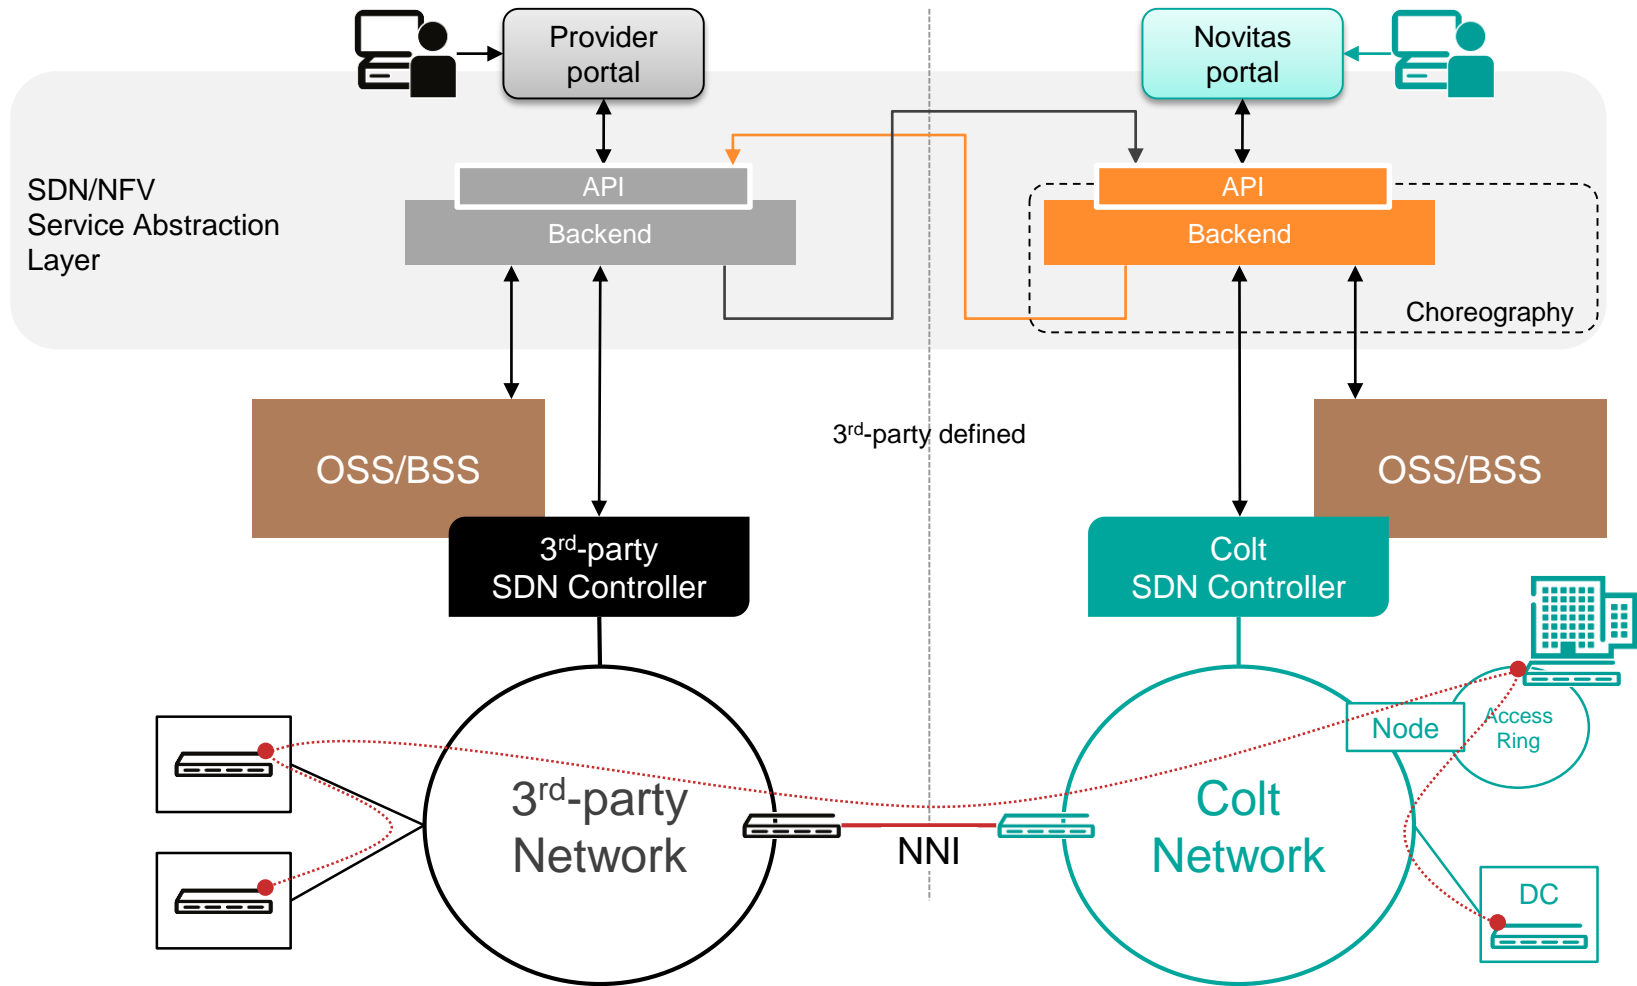 Provider
portal
Novitas
portal
SDN/NFV
Service Abstraction
Layer
API
Backend
API
Backend
Choreography
OSS/BSS
3rd-party defined
OSS/BSS
3rd-party
SDN Controller
Colt
SDN Controller
Node
Access
Ring
3rd-party
Network
NNI
Colt
Network
DC